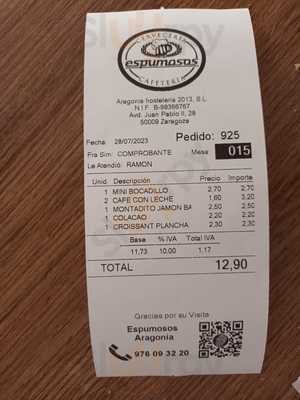 CERVECERIA
espumosos
CAFETERIA
Aragonia hosteleria 2013, S.L.
N.I.F. B-99366767
Avd. Juan Pablo II, 28
50009 Zaragoza
Fecha 28/07/2023 Pedido: 925
Fra Sim: COMPROBANTE Mesa 015
Le Atendió: RAMON
Unid Descripción Precio Importe
1 MINI BOCADILLO 2,70 2,70
2 CAFE CON LECHE 1,60 3,20
1 MONTADITO JAMON BA 2,50 2,50
1 COLACAO 2,20 2,20
1 CROISSANT PLANCHA 2,30 2,30
Base % IVA Total IVA
11,73 10,00 1,17
TOTAL 12,90
Gracias por su Visita
Espumosos
Aragonia
976 09 32 20